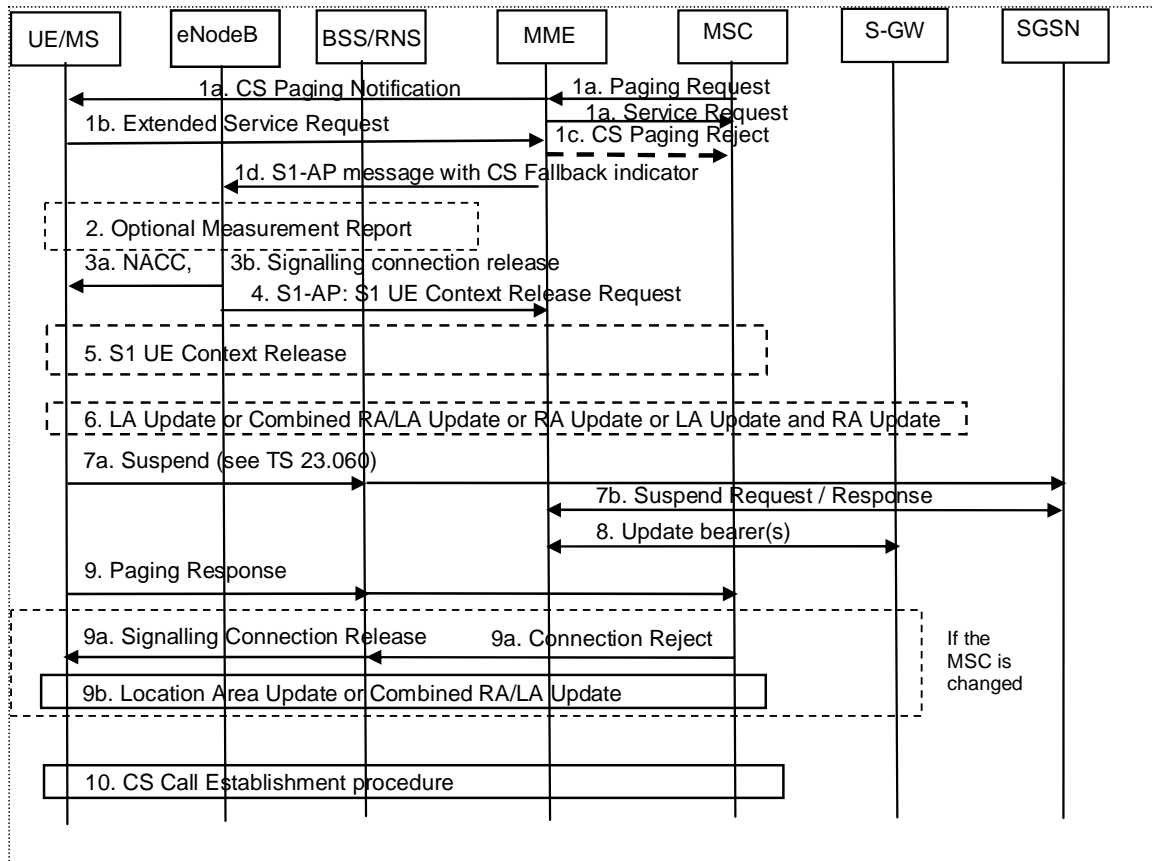 UE/MS
eNodeB
BSS/RNS
MME
MSC
S-GW
SGSN
1a. CS Paging Notification
1a. Paging Request
1a. Service Request
1b. Extended Service Request
1c. CS Paging Reject
1d. S1-AP message with CS Fallback indicator
2. Optional Measurement Report
3a. NACC,
3b. Signalling connection release
4. S1-AP: S1 UE Context Release Request
5. S1 UE Context Release
6. LA Update or Combined RA/LA Update or RA Update or LA Update and RA Update
7a. Suspend (see TS 23.060)
7b. Suspend Request / Response
8. Update bearer(s)
9. Paging Response
9a. Signalling Connection Release
9a. Connection Reject
If the
MSC is
changed
9b. Location Area Update or Combined RA/LA Update
10. CS Call Establishment procedure